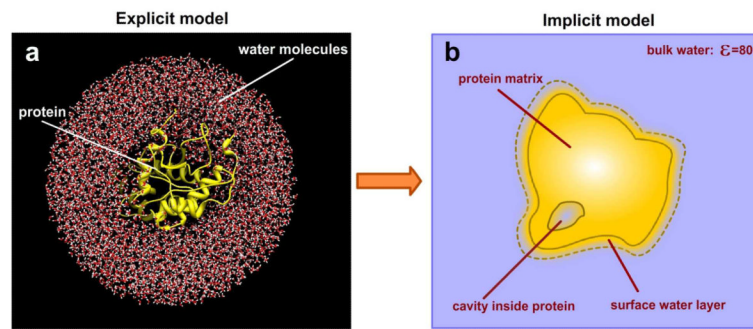 Explicit model
Implicit model
a
water molecules
protein
b
bulk water: Ɛ=80
protein matrix
cavity inside protein
surface water layer